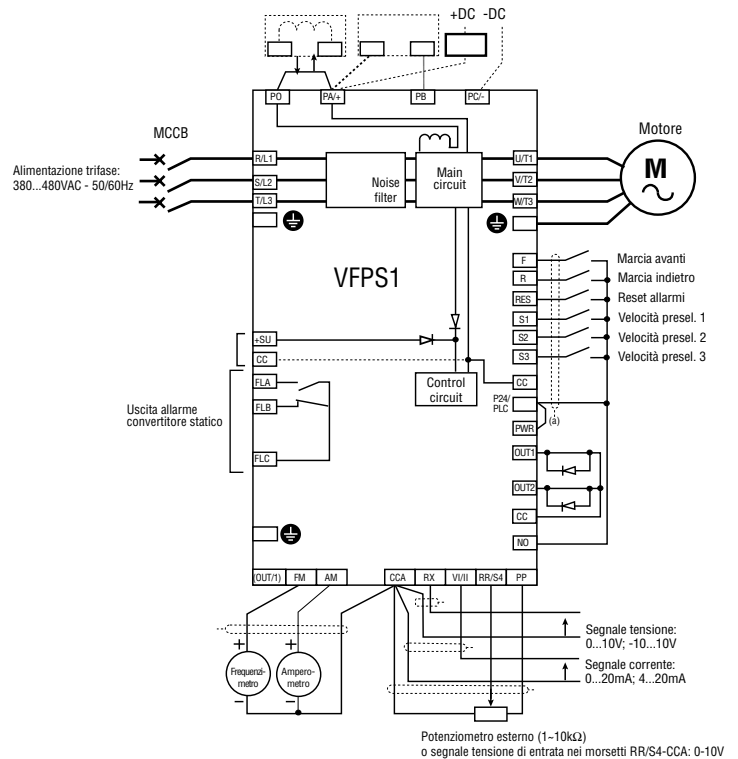 +DC -DC
PO PA/+ PB PC/-
MCCB
Motore
Alimentazione trifase:
380...480VAC - 50/60Hz
R/L1
S/L2
T/L3
Noise
filter
Main
circuit
U/T1
V/T2
W/T3
M
VFPS1
F Marcia avanti
R Marcia indietro
RES Reset allarmi
S1 Velocità presel. 1
S2 Velocità presel. 2
S3 Velocità presel. 3
+SU
CC
Control
circuit
CC
P24/
PLC
(a)
PWR
Uscita allarme
convertitore statico
FLA
FLB
FLC
OUT1
OUT2
CC
NO
(OUT/1) FM AM CCA RX VI/II RR/S4 PP
+ +
Frequenzi-
metro
Ampero-
metro
− −
Segnale tensione:
0...10V; -10...10V
Segnale corrente:
0...20mA; 4...20mA
Potenziometro esterno (1~10kΩ)
o segnale tensione di entrata nei morsetti RR/S4-CCA: 0-10V